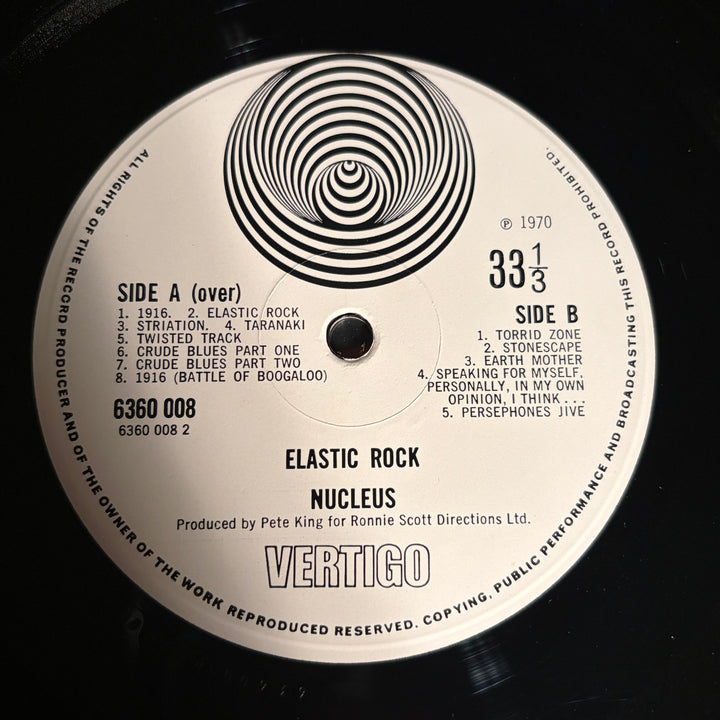 ℗ 1970
33 1/3
SIDE A (over)
1. 1916. 2. ELASTIC ROCK
3. STRIATION. 4. TARANAKI
5. TWISTED TRACK
6. CRUDE BLUES PART ONE
7. CRUDE BLUES PART TWO
8. 1916 (BATTLE OF BOOGALOO)
6360 008
6360 008 2
SIDE B
1. TORRID ZONE
2. STONESCAPE
3. EARTH MOTHER
4. SPEAKING FOR MYSELF,
PERSONALLY, IN MY OWN
OPINION, I THINK . . .
5. PERSEPHONES JIVE
ELASTIC ROCK
NUCLEUS
Produced by Pete King for Ronnie Scott Directions Ltd.
VERTIGO
ALL RIGHTS OF THE RECORD PRODUCER AND OF THE OWNER OF THE WORK REPRODUCED RESERVED. COPYING, PUBLIC PERFORMANCE AND BROADCASTING THIS RECORD PROHIBITED.